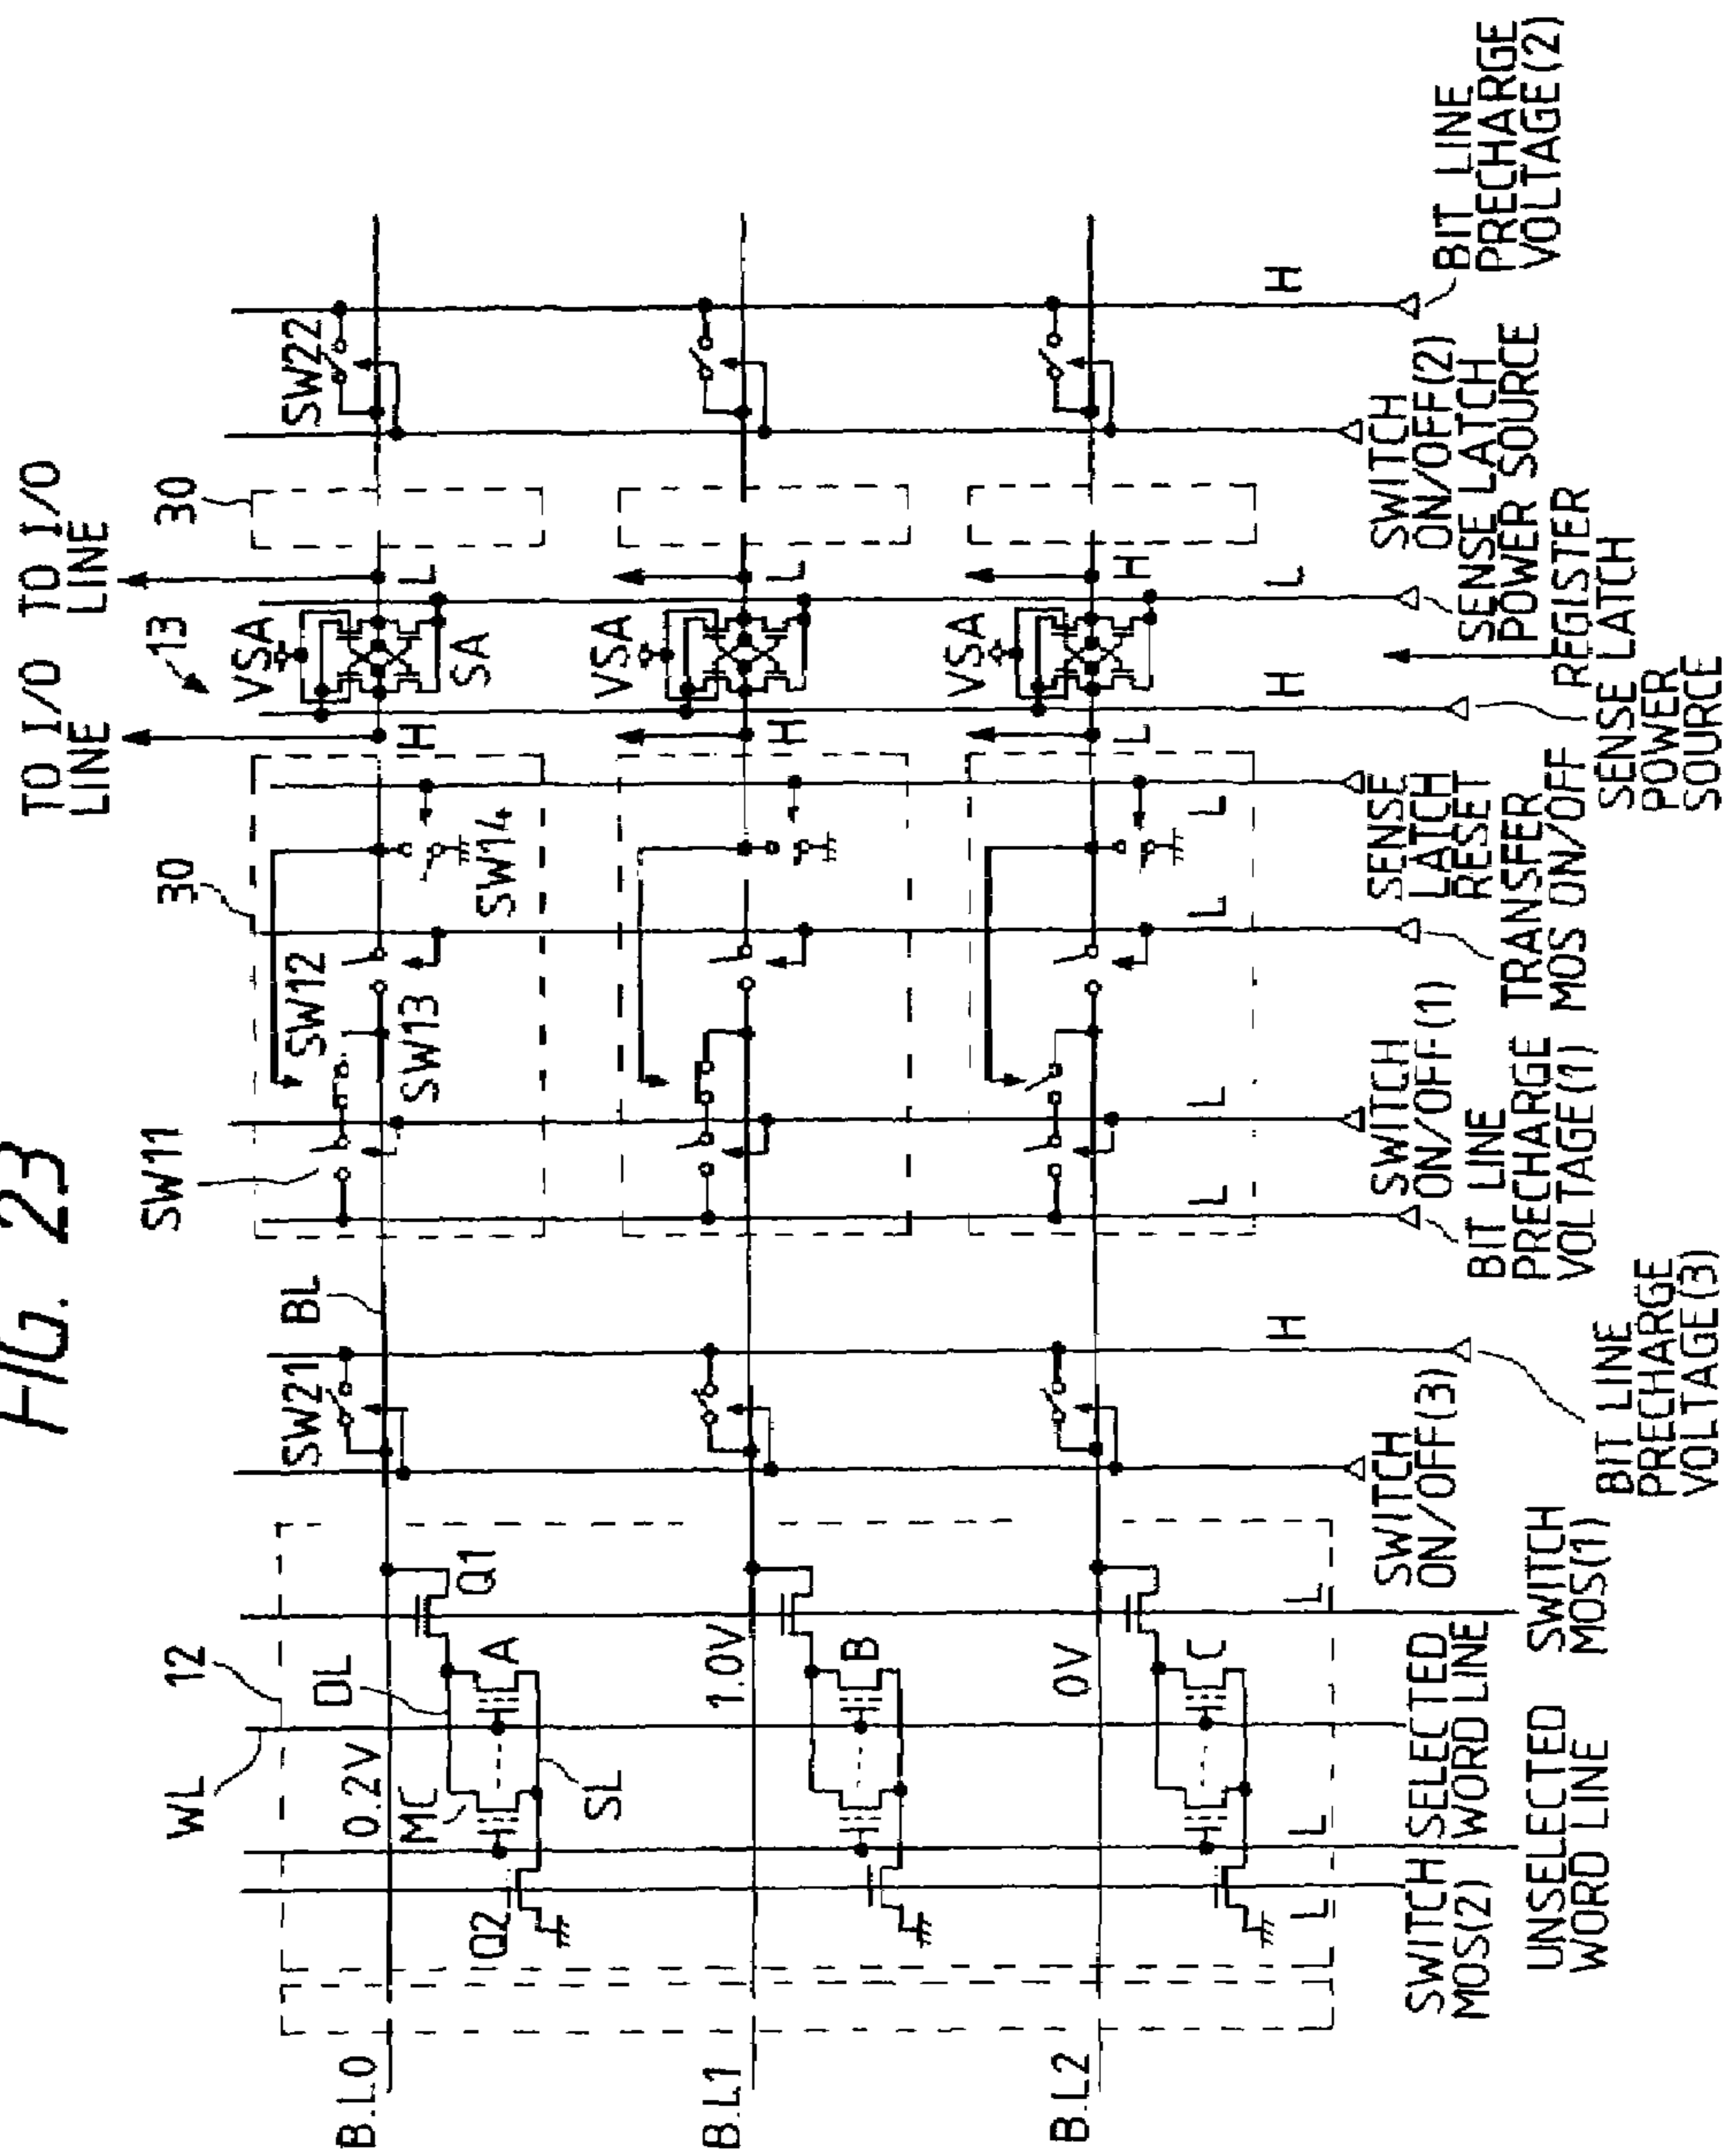 FIG. 23
TO I/O
LINE
TO I/O
LINE
13
30
30
SW11
12
WL
SW22
VSA
SA
H
L
SW12
SW13
SW14
SW21
BL
DL
0.2V
MC
A
Q1
SL
Q2
B.L0
VSA
H
L
1.0V
B
B.L1
VSA
L
H
0V
C
B.L2
L
L
L
H
L
L
L
L
H
L
H
SWITCH
MOS(2)
SELECTED
WORD LINE
UNSELECTED
WORD LINE
SWITCH
MOS(1)
SWITCH
ON/OFF(3)
BIT LINE
PRECHARGE
VOLTAGE(3)
BIT LINE
PRECHARGE
VOLTAGE(1)
SWITCH
ON/OFF(1)
TRANSFER
MOS ON/OFF
SENSE
LATCH
RESET
SENSE LATCH
POWER
SOURCE
REGISTER
SENSE LATCH
POWER SOURCE
SWITCH
ON/OFF(2)
BIT LINE
PRECHARGE
VOLTAGE(2)